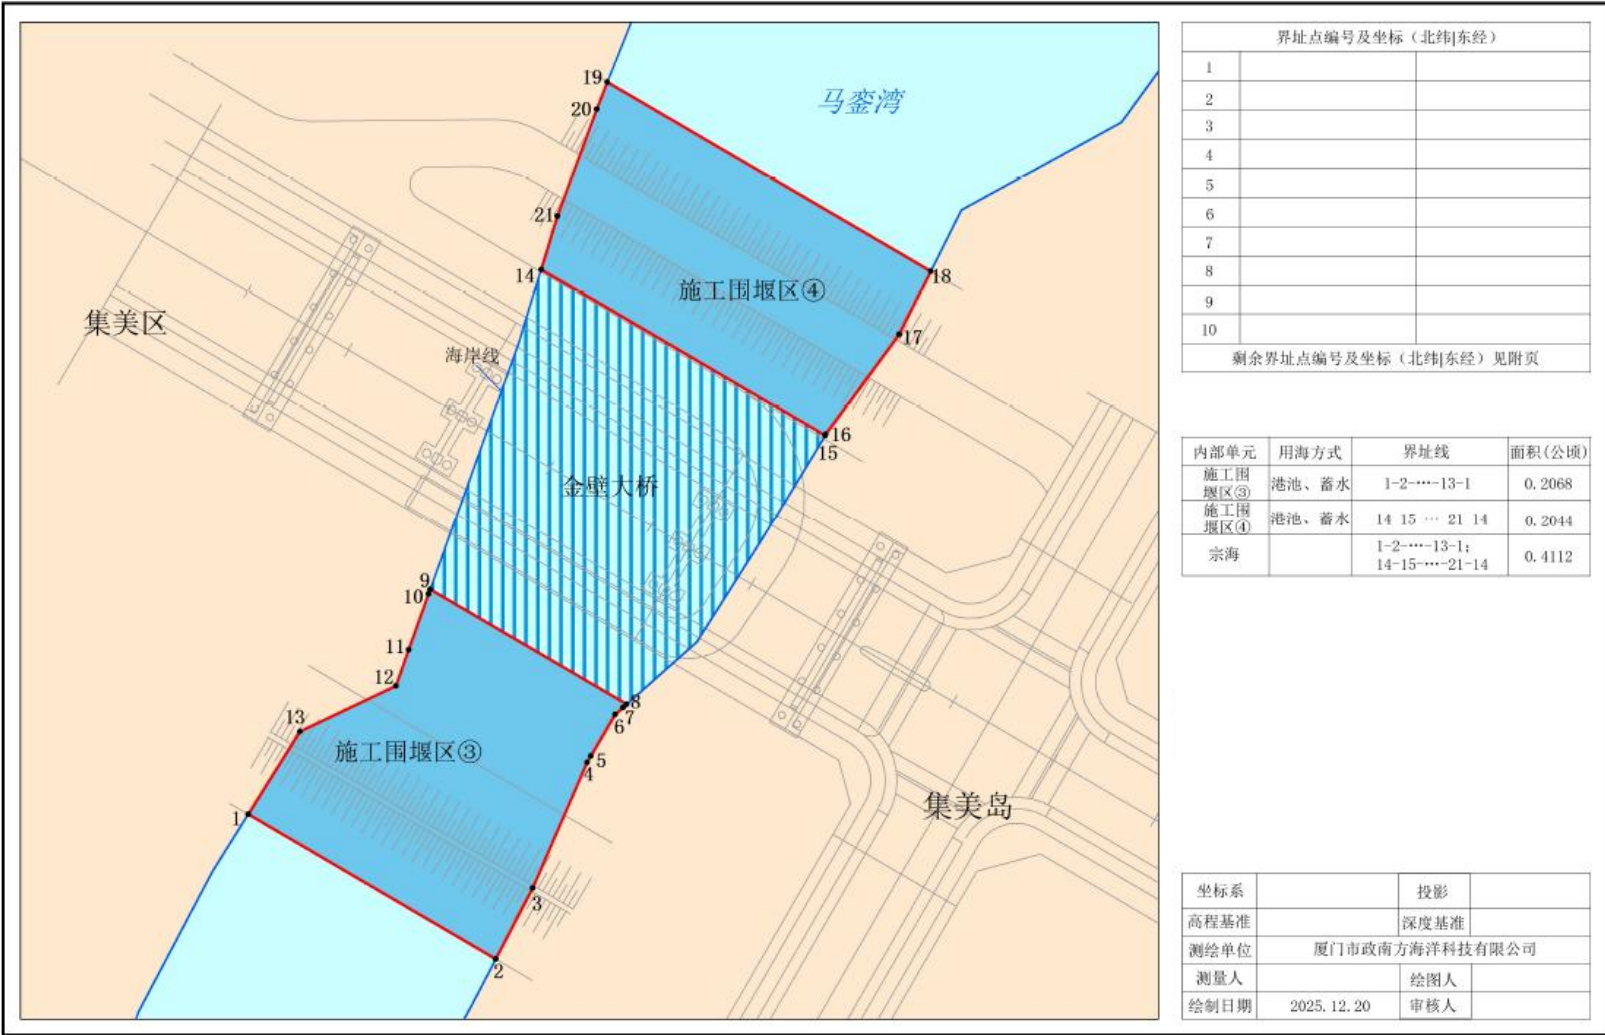 19
20
马銮湾
21
14
18
施工围堰区④
17
集美区
海岸线
16
15
金壁大桥
9
10
11
12
8
7
6
13
施工围堰区③
5
4
集美岛
1
3
2
界址点编号及坐标（北纬|东经）
1
2
3
4
5
6
7
8
9
10
剩余界址点编号及坐标（北纬|东经）见附页
内部单元 用海方式 界址线 面积(公顷)
施工围
堰区③ 港池、蓄水 1-2-…-13-1 0.2068
施工围
堰区④ 港池、蓄水 14 15 … 21 14 0.2044
宗海 1-2-…-13-1; 0.4112
14-15-…-21-14
坐标系 投影
高程基准 深度基准
测绘单位 厦门市政南方海洋科技有限公司
测量人 绘图人
绘制日期 2025.12.20 审核人